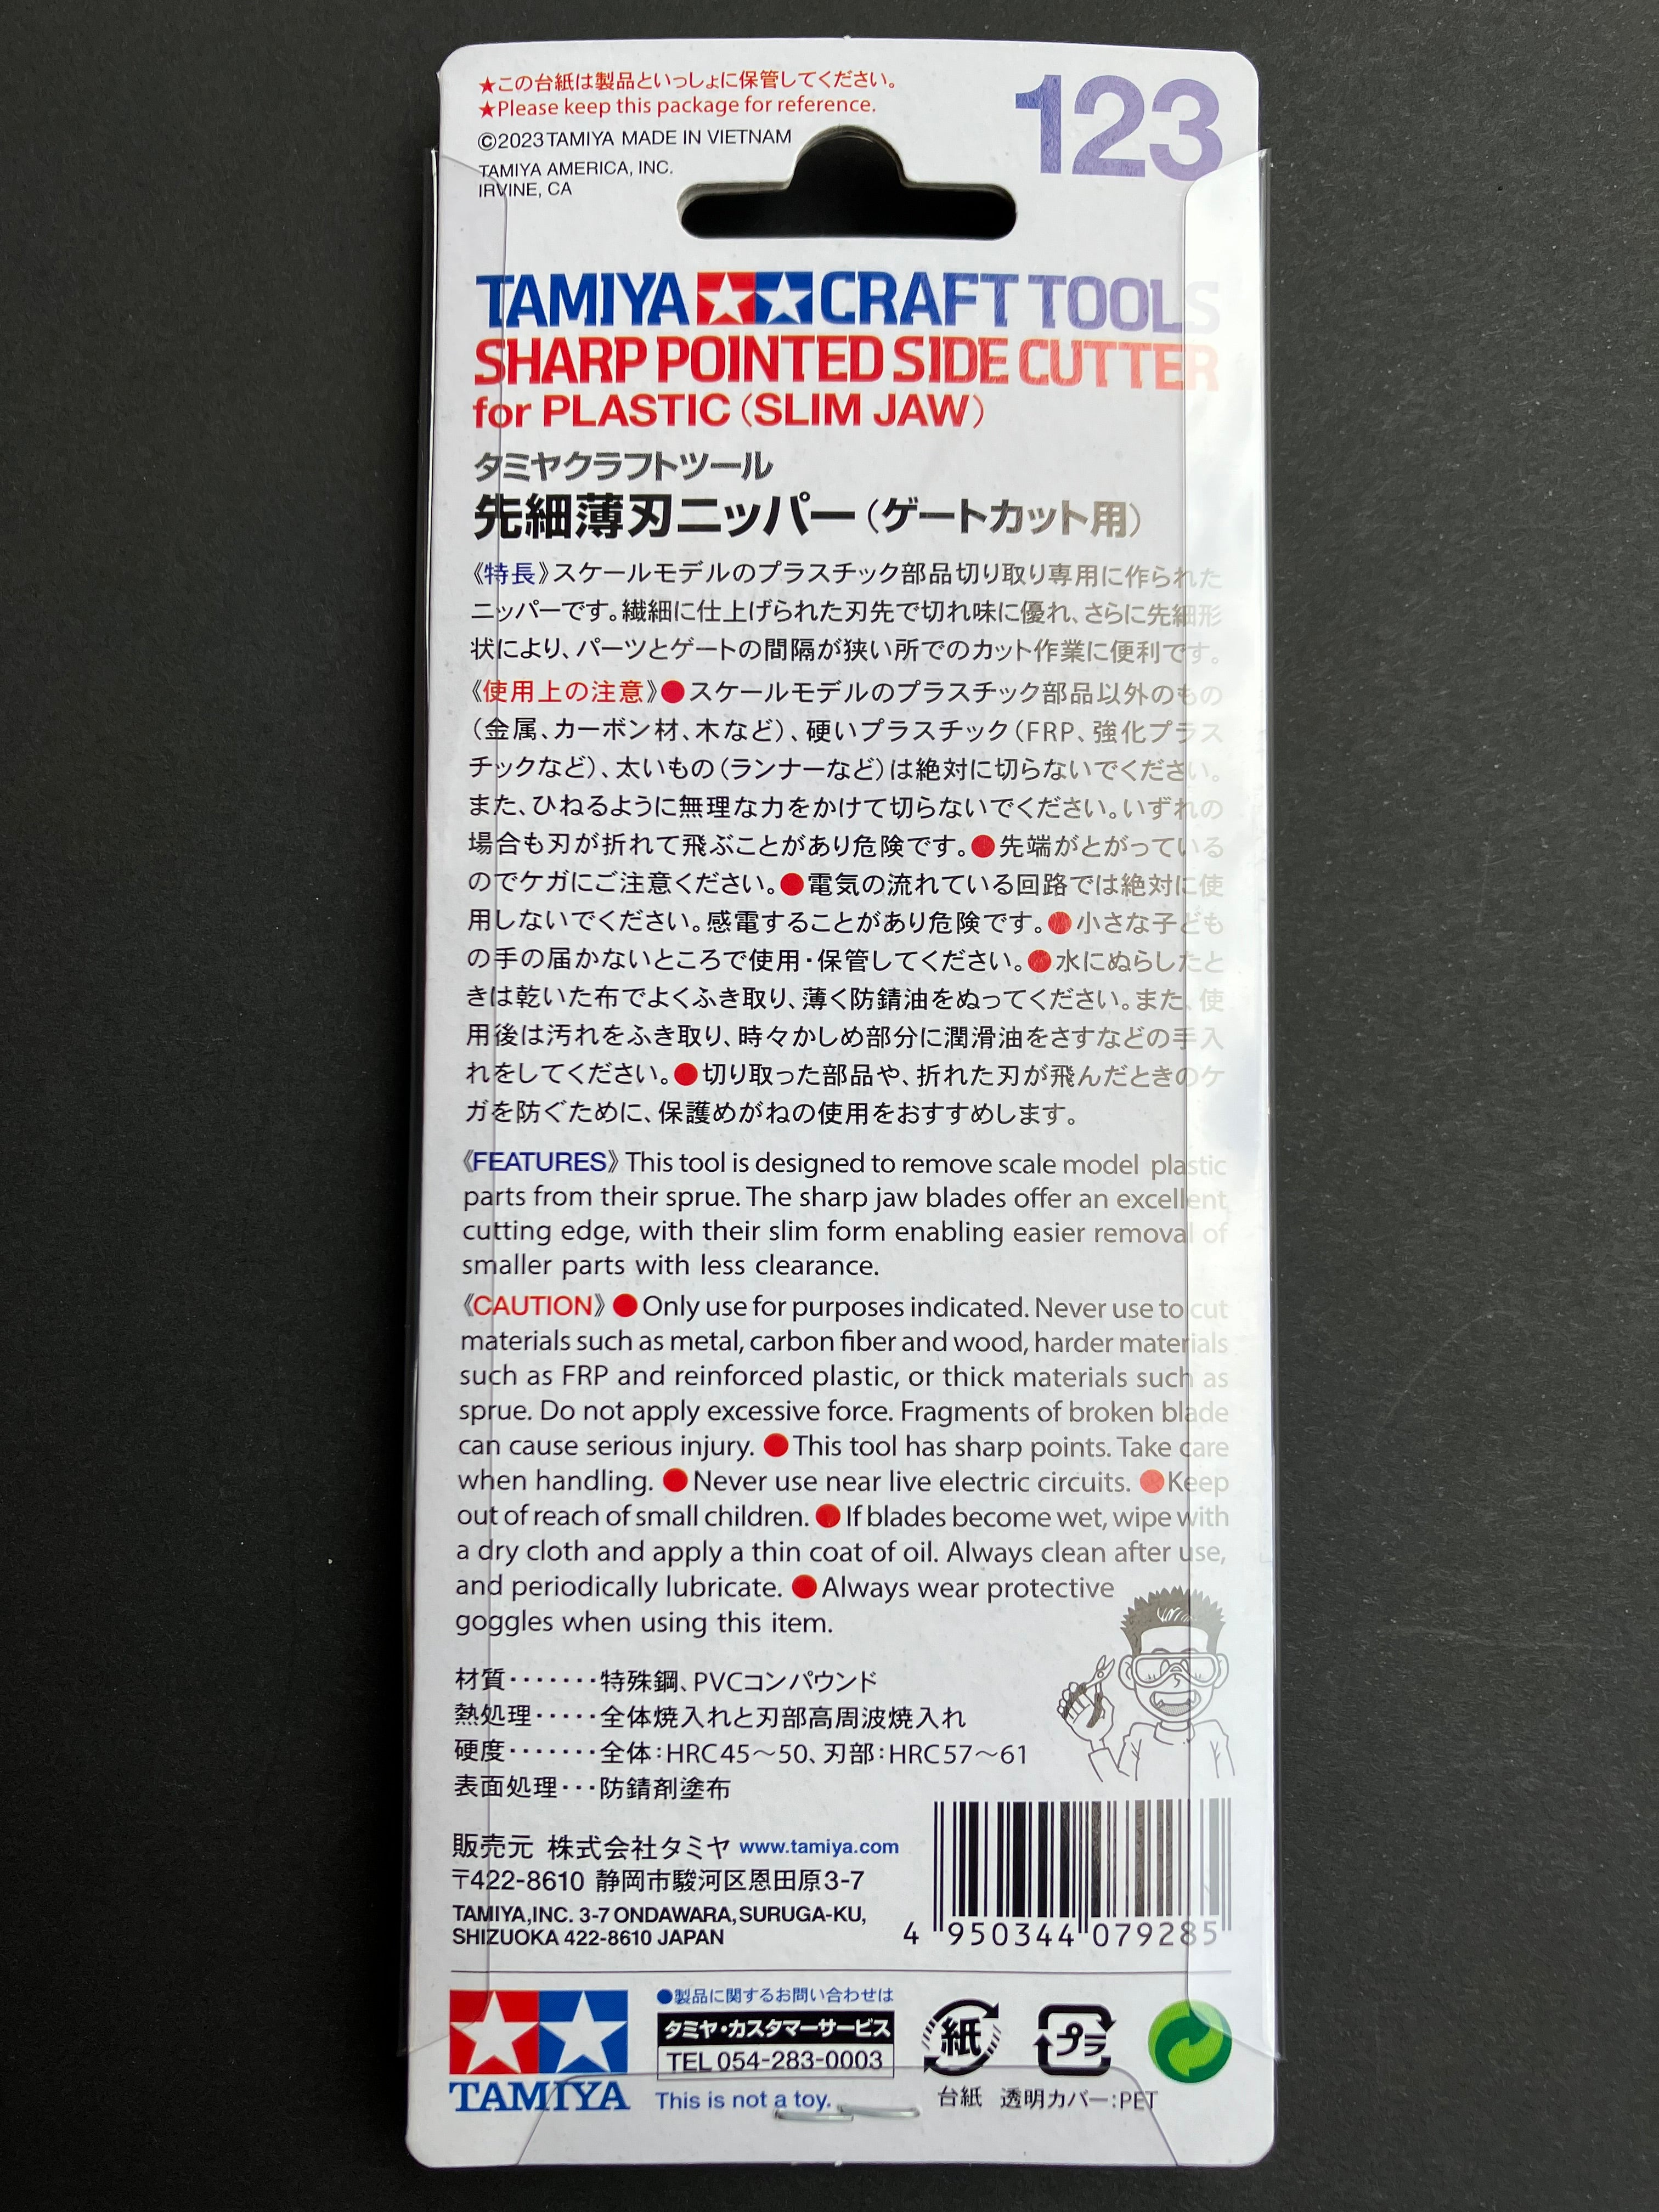 ★この台紙は製品といっしょに保管してください。
★Please keep this package for reference.
©2023 TAMIYA MADE IN VIETNAM
TAMIYA AMERICA, INC.
IRVINE, CA
123
TAMIYA CRAFT TOOLS
SHARP POINTED SIDE CUTTER
for PLASTIC (SLIM JAW)
タミヤクラフトツール
先細薄刃ニッパー(ゲートカット用)
《特長》スケールモデルのプラスチック部品切り取り専用に作られた
ニッパーです。繊細に仕上げられた刃先で切れ味に優れ、さらに先細形
状により、パーツとゲートの間隔が狭い所でのカット作業に便利です。
《使用上の注意》●スケールモデルのプラスチック部品以外のもの
(金属、カーボン材、木など)、硬いプラスチック(FRP、強化プラス
チックなど)、太いもの(ランナーなど)は絶対に切らないでください。
また、ひねるように無理な力をかけて切らないでください。いずれの
場合も刃が折れて飛ぶことがあり危険です。●先端がとがっている
のでケガにご注意ください。●電気の流れている回路では絶対に使
用しないでください。感電することがあり危険です。●小さな子ども
の手の届かないところで使用・保管してください。●水にぬらしたと
きは乾いた布でよくふき取り、薄く防錆油をぬってください。また、使
用後は汚れをふき取り、時々かしめ部分に潤滑油をさすなどの手入
れをしてください。●切り取った部品や、折れた刃が飛んだときのケ
ガを防ぐために、保護めがねの使用をおすすめします。
《FEATURES》This tool is designed to remove scale model plastic
parts from their sprue. The sharp jaw blades offer an excellent
cutting edge, with their slim form enabling easier removal of
smaller parts with less clearance.
《CAUTION》●Only use for purposes indicated. Never use to cut
materials such as metal, carbon fiber and wood, harder materials
such as FRP and reinforced plastic, or thick materials such as
sprue. Do not apply excessive force. Fragments of broken blade
can cause serious injury. ●This tool has sharp points. Take care
when handling. ●Never use near live electric circuits. ●Keep
out of reach of small children. ●If blades become wet, wipe with
a dry cloth and apply a thin coat of oil. Always clean after use,
and periodically lubricate. ●Always wear protective
goggles when using this item.
材質・・・・・・・特殊鋼、PVCコンパウンド
熱処理・・・・・全体焼入れと刃部高周波焼入れ
硬度・・・・・・・全体：HRC45〜50、刃部：HRC57〜61
表面処理・・・防錆剤塗布
販売元 株式会社タミヤ www.tamiya.com
〒422-8610 静岡市駿河区恩田原3-7
TAMIYA,INC. 3-7 ONDAWARA, SURUGA-KU,
SHIZUOKA 422-8610 JAPAN
4 950344 079285
TAMIYA
●製品に関するお問い合わせは
タミヤ・カスタマーサービス
TEL 054-283-0003
This is not a toy.
紙
台紙
プラ
透明カバー：PET